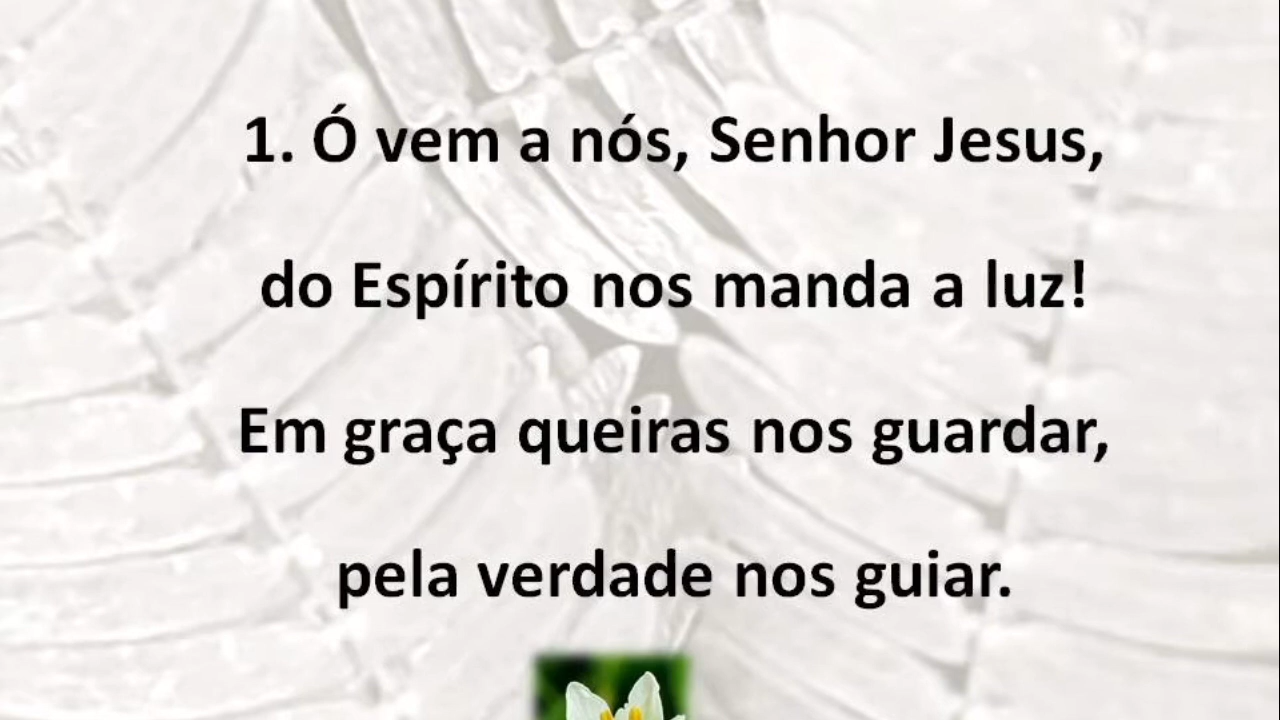 1. Ó vem a nós, Senhor Jesus,
do Espírito nos manda a luz!
Em graça queiras nos guardar,
pela verdade nos guiar.